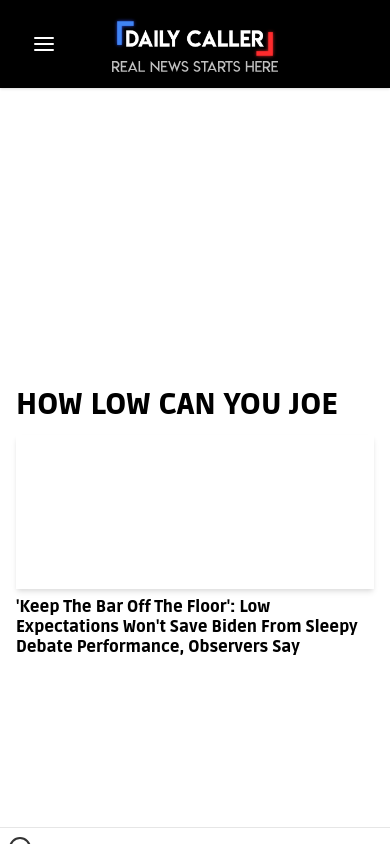 DAILY CALLER
REAL NEWS STARTS HERE
HOW LOW CAN YOU JOE
'Keep The Bar Off The Floor': Low
Expectations Won't Save Biden From Sleepy
Debate Performance, Observers Say